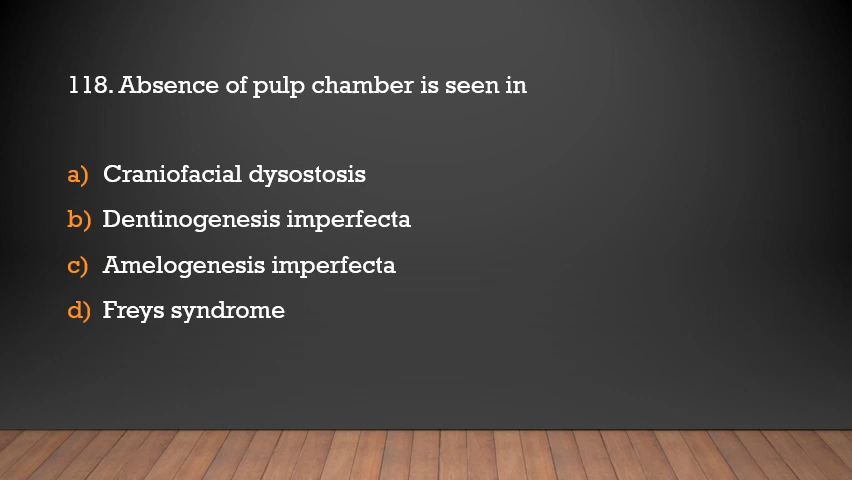 118. Absence of pulp chamber is seen in
a) Craniofacial dysostosis
b) Dentinogenesis imperfecta
c) Amelogenesis imperfecta
d) Freys syndrome